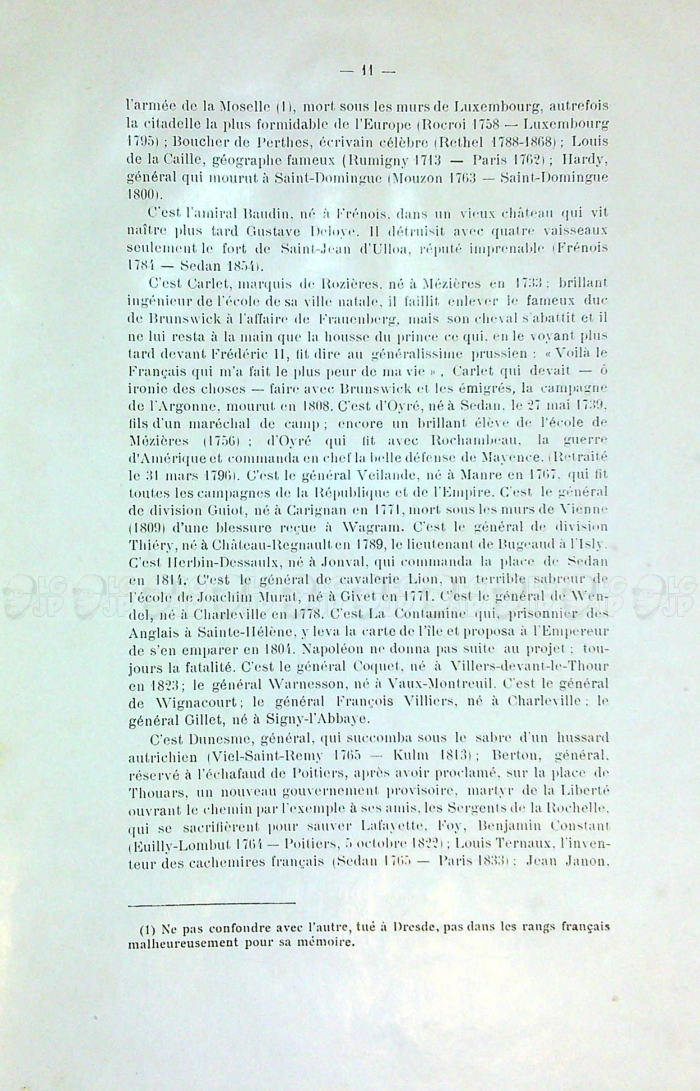 — 11 —
l'armée de la Moselle (1), mort sous les murs de Luxembourg, autrefois
la citadelle la plus formidable de l'Europe (Rocroi 1758 — Luxembourg
1795) ; Boucher de Perthes, écrivain célèbre (Rethel 1788-1868) ; Louis
de la Caille, géographe fameux (Rumigny 1713 — Paris 1762) ; Hardy,
général qui mourut à Saint-Domingue (Mouzon 1763 — Saint-Domingue
1800).
C'est l'amiral Baudin, né à Frénois, dans un vieux château qui vit
naître plus tard Gustave Deloye. Il détruisit avec quatre vaisseaux
seulement le fort de Saint-Jean d'Ulloa, réputé imprenable (Frénois
1784 — Sedan 1854).
C'est Carlet, marquis de Rozières, né à Mézières en 1733 ; brillant
ingénieur de l'école de sa ville natale, il faillit enlever le fameux duc
de Brunswick à l'affaire de Frauenberg, mais son cheval s'abattit et il
ne lui resta à la main que la housse du prince ce qui, en le voyant plus
tard devant Frédéric II, fit dire au généralissime prussien : « Voilà le
Français qui m'a fait le plus peur de ma vie » , Carlet qui devait — ô
ironie des choses — faire avec Brunswick et les émigrés, la campagne
de l'Argonne, mourut en 1808. C'est d'Oyré, né à Sedan, le 27 mai 1739,
fils d'un maréchal de camp ; encore un brillant élève de l'école de
Mézières (1756) ; d'Oyré qui fit avec Rochambeau, la guerre
d'Amérique et commanda en chef la belle défense de Mayence. (Retraité
le 31 mars 1796). C'est le général Veilande, né à Manre en 1767, qui fit
toutes les campagnes de la République et de l'Empire. C'est le général
de division Guiot, né à Carignan en 1771, mort sous les murs de Vienne
(1809) d'une blessure reçue à Wagram. C'est le général de division
Thiéry, né à Château-Regnault en 1789, le lieutenant de Bugeaud à l'Isly.
C'est Herbin-Dessaulx, né à Jonval, qui commanda la place de Sedan
en 1814. C'est le général de cavalerie Lion, un terrible sabreur de
l'école de Joachim Murat, né à Givet en 1771. C'est le général de Wen-
del, né à Charleville en 1778. C'est La Contamine qui, prisonnier des
Anglais à Sainte-Hélène, y leva la carte de l'île et proposa à l'Empereur
de s'en emparer en 1804. Napoléon ne donna pas suite au projet ; tou-
jours la fatalité. C'est le général Coquet, né à Villers-devant-le-Thour
en 1823 ; le général Warnesson, né à Vaux-Montreuil. C'est le général
de Wignacourt ; le général François Villiers, né à Charleville ; le
général Gillet, né à Signy-l'Abbaye.
C'est Dunesme, général, qui succomba sous le sabre d'un hussard
autrichien (Viel-Saint-Remy 1765 — Kulm 1813) ; Berton, général,
réservé à l'échafaud de Poitiers, après avoir proclamé, sur la place de
Thouars, un nouveau gouvernement provisoire, martyr de la Liberté
ouvrant le chemin par l'exemple à ses amis, les Sergents de la Rochelle,
qui se sacrifièrent pour sauver Lafayette, Foy, Benjamin Constant
(Euilly-Lombut 1764 — Poitiers, 5 octobre 1822) ; Louis Ternaux, l'inven-
teur des cachemires français (Sedan 1765 — Paris 1833) ; Jean Janon,
(1) Ne pas confondre avec l'autre, tué à Dresde, pas dans les rangs français
malheureusement pour sa mémoire.